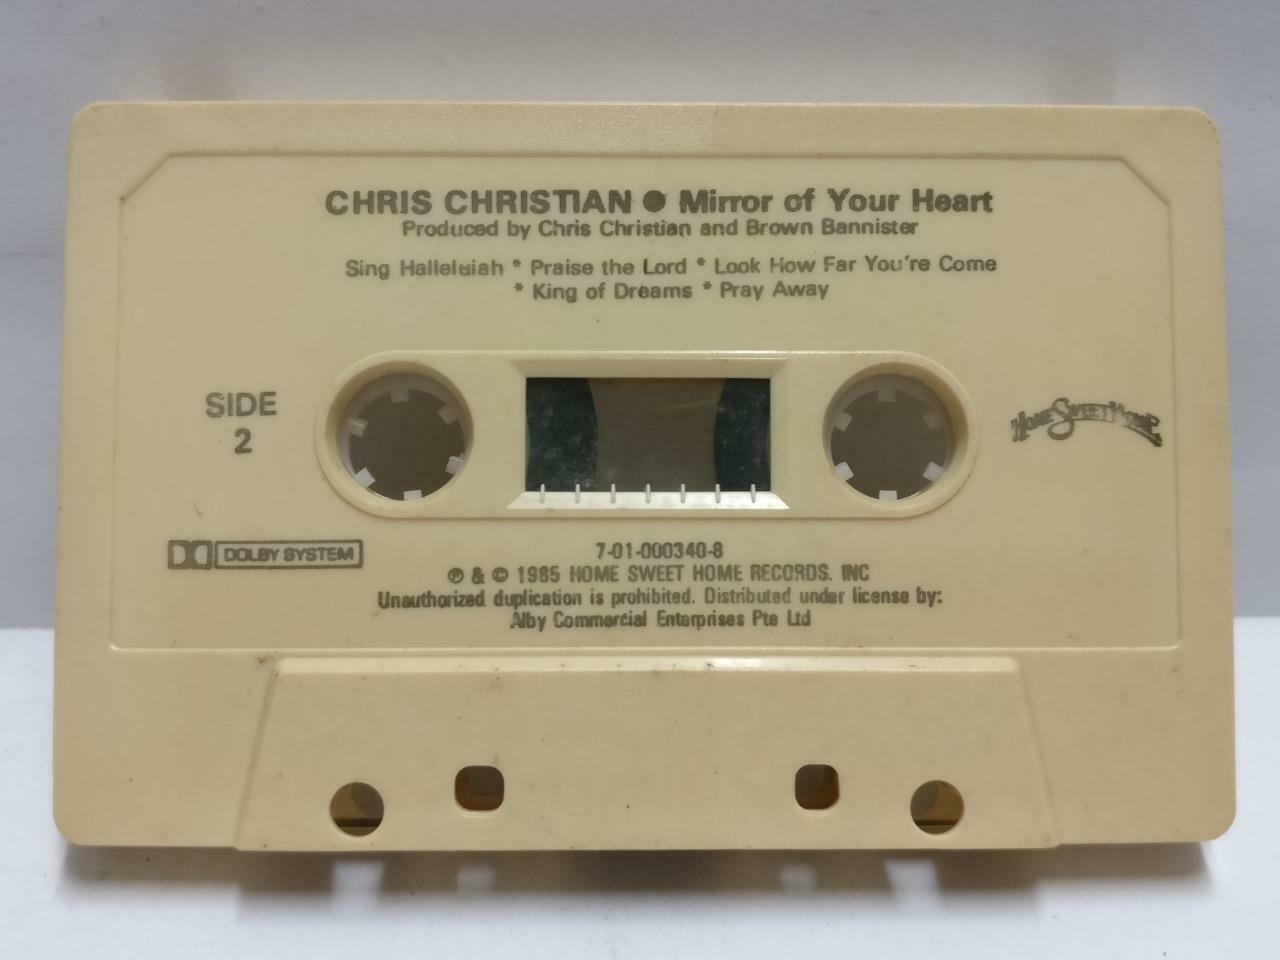 CHRIS CHRISTIAN ● Mirror of Your Heart
Produced by Chris Christian and Brown Bannister
Sing Halleluiah * Praise the Lord * Look How Far You're Come
* King of Dreams * Pray Away
SIDE
2
HOME SWEET HOME
DOLBY SYSTEM
7-01-000340-8
℗ & © 1985 HOME SWEET HOME RECORDS. INC
Unauthorized duplication is prohibited. Distributed under license by:
Alby Commercial Enterprises Pte Ltd